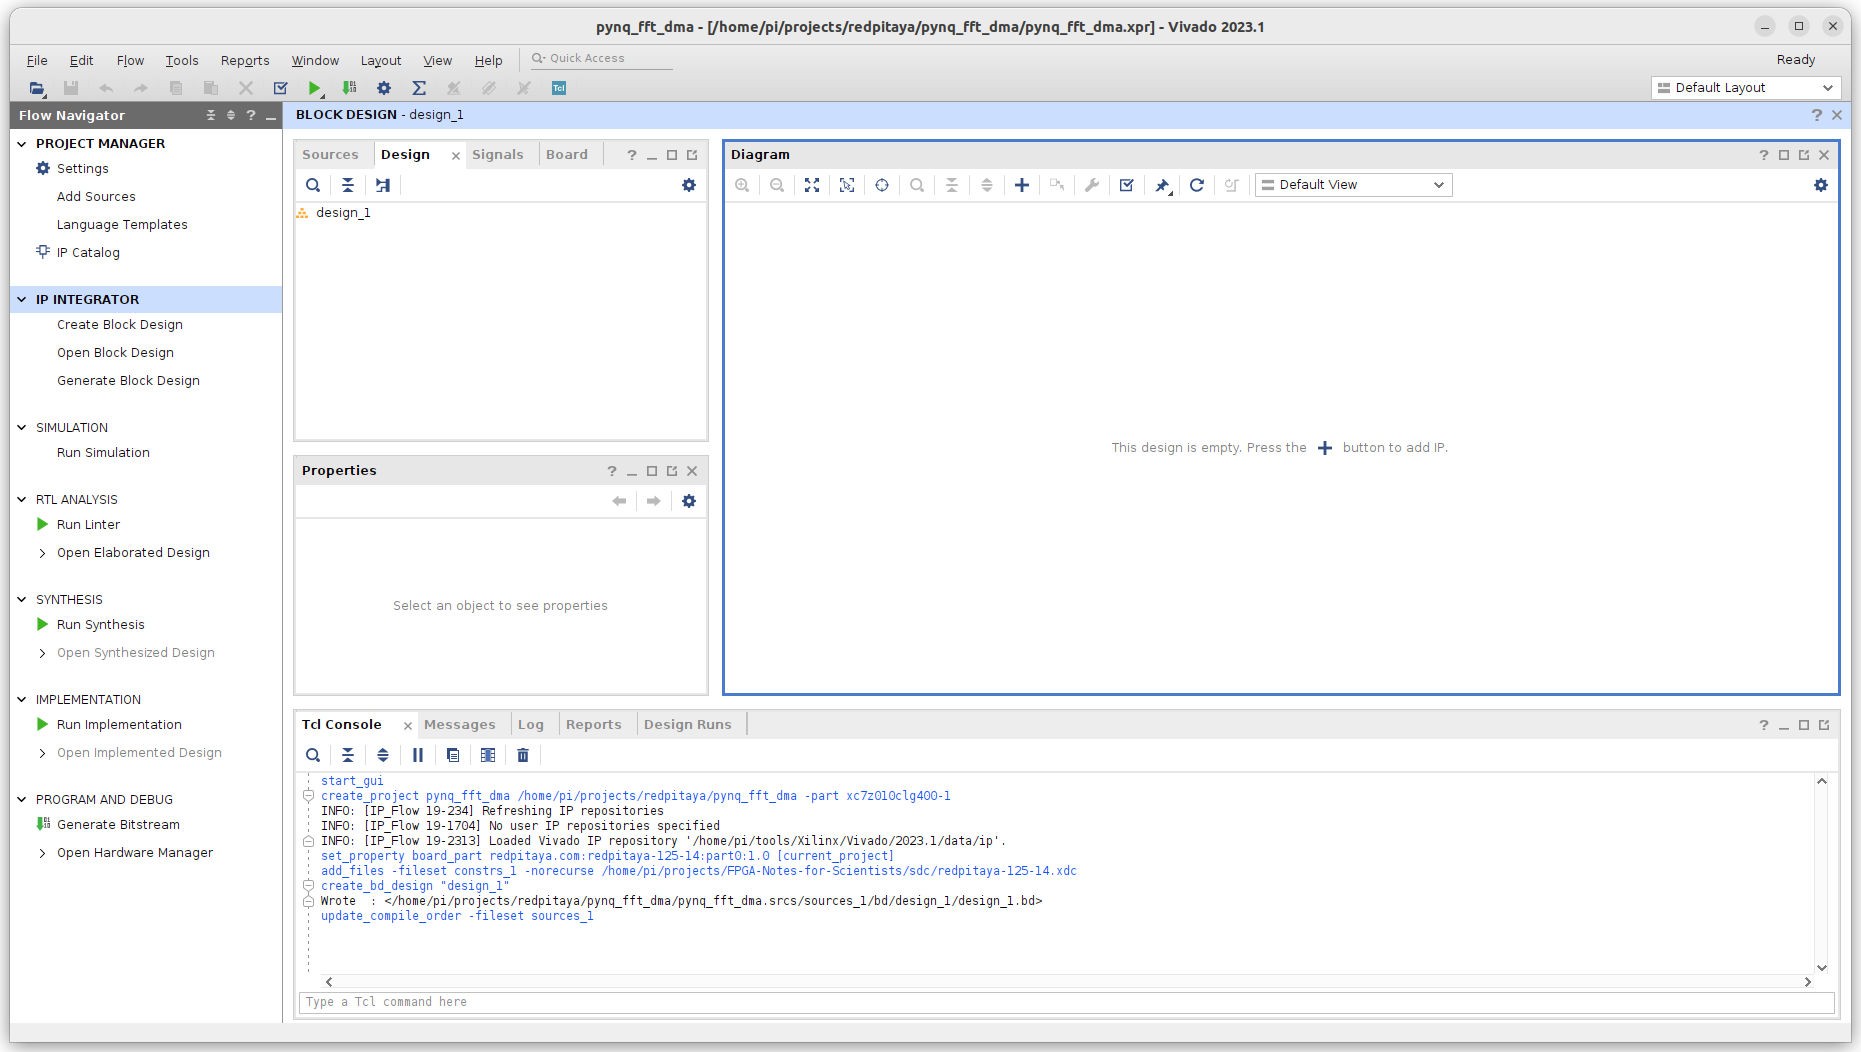 pynq_fft_dma - [/home/pi/projects/redpitaya/pynq_fft_dma/pynq_fft_dma.xpr] - Vivado 2023.1
File Edit Flow Tools Reports Window Layout View Help Quick Access Ready
Tcl Default Layout
Flow Navigator
PROJECT MANAGER
Settings
Add Sources
Language Templates
IP Catalog
IP INTEGRATOR
Create Block Design
Open Block Design
Generate Block Design
SIMULATION
Run Simulation
RTL ANALYSIS
Run Linter
Open Elaborated Design
SYNTHESIS
Run Synthesis
Open Synthesized Design
IMPLEMENTATION
Run Implementation
Open Implemented Design
PROGRAM AND DEBUG
Generate Bitstream
Open Hardware Manager
BLOCK DESIGN - design_1
Sources Design Signals Board
design_1
Properties
Select an object to see properties
Diagram
Default View
This design is empty. Press the + button to add IP.
Tcl Console Messages Log Reports Design Runs
start_gui
create_project pynq_fft_dma /home/pi/projects/redpitaya/pynq_fft_dma -part xc7z010clg400-1
INFO: [IP_Flow 19-234] Refreshing IP repositories
INFO: [IP_Flow 19-1704] No user IP repositories specified
INFO: [IP_Flow 19-2313] Loaded Vivado IP repository '/home/pi/tools/Xilinx/Vivado/2023.1/data/ip'.
set_property board_part redpitaya.com:redpitaya-125-14:part0:1.0 [current_project]
add_files -fileset constrs_1 -norecurse /home/pi/projects/FPGA-Notes-for-Scientists/sdc/redpitaya-125-14.xdc
create_bd_design "design_1"
Wrote  : </home/pi/projects/redpitaya/pynq_fft_dma/pynq_fft_dma.srcs/sources_1/bd/design_1/design_1.bd>
update_compile_order -fileset sources_1
Type a Tcl command here